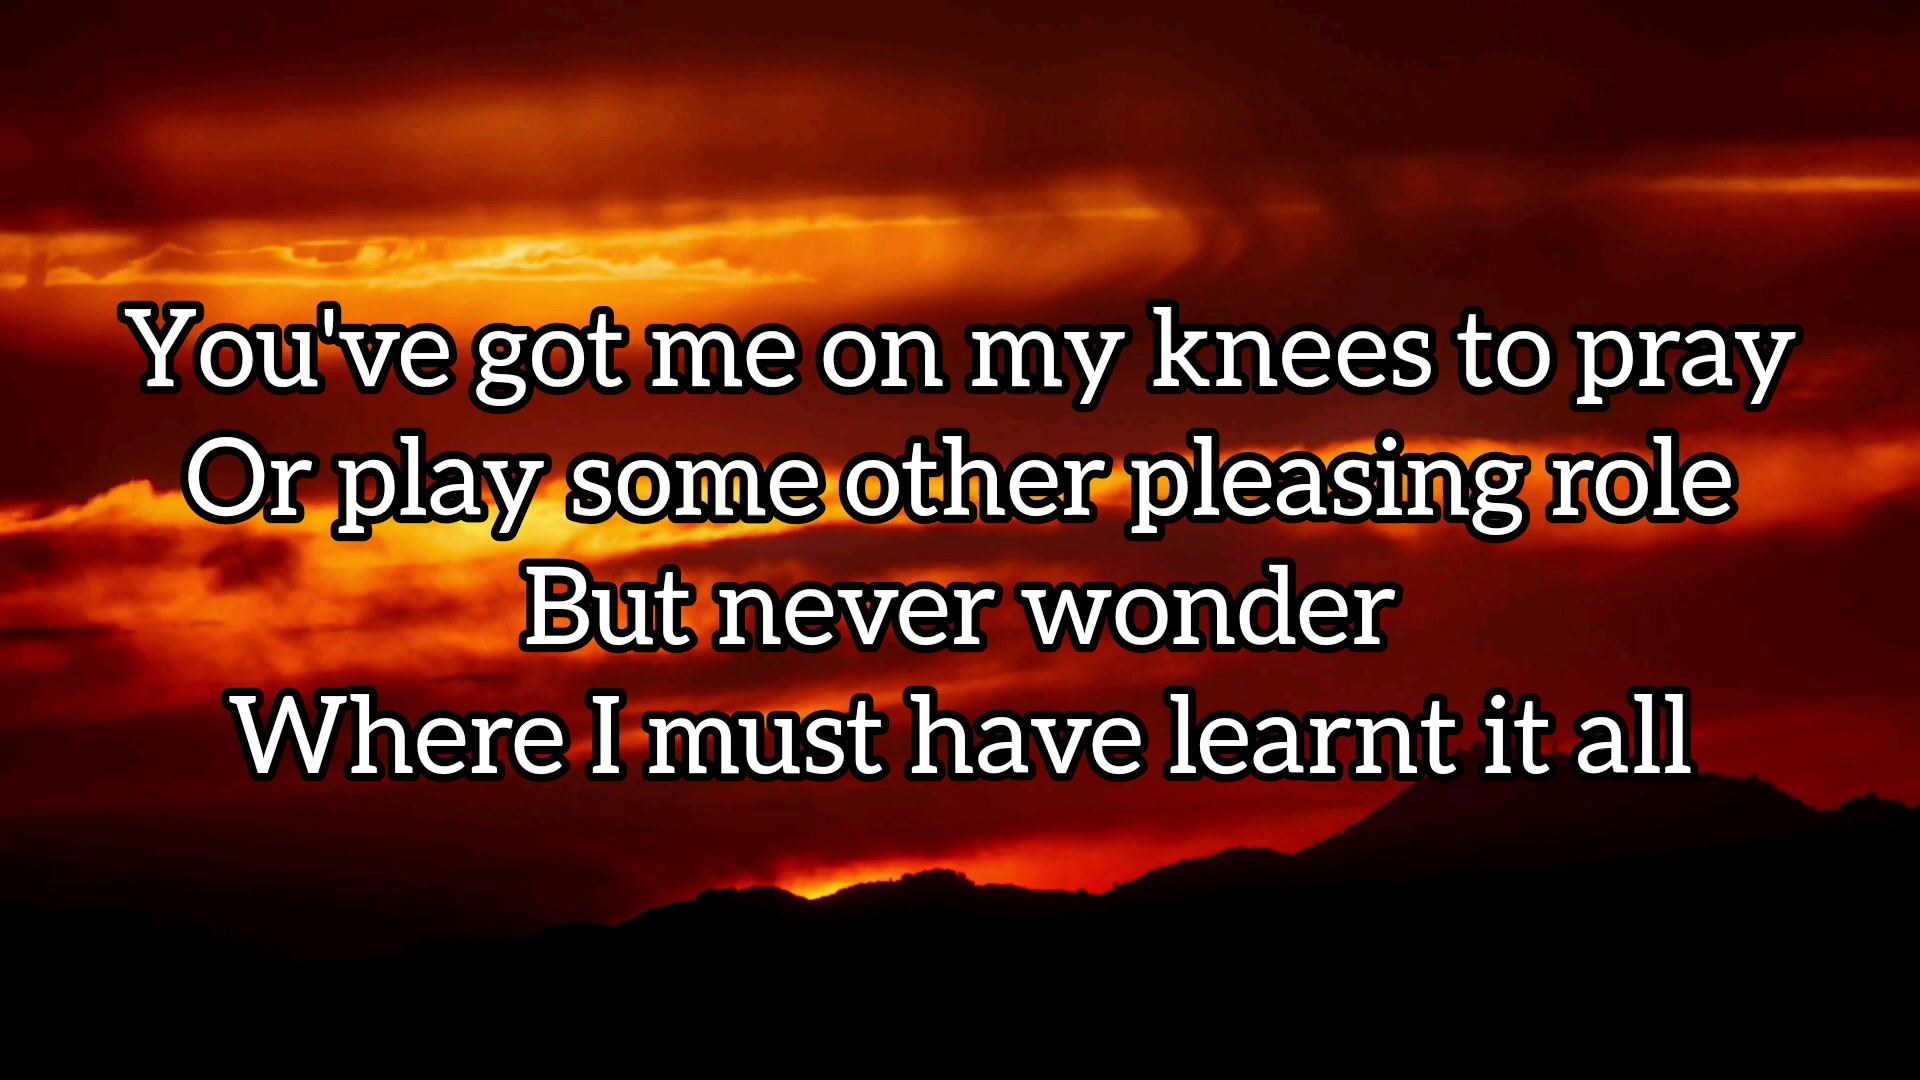 You've got me on my knees to pray
Or play some other pleasing role
But never wonder
Where I must have learnt it all